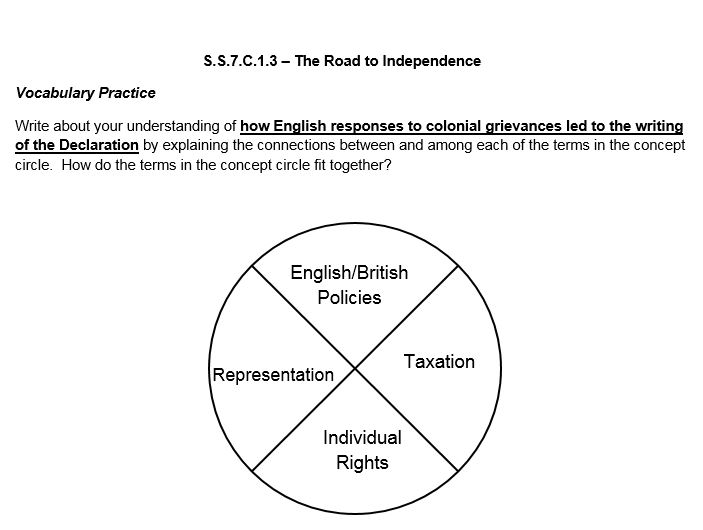 S.S.7.C.1.3 – The Road to Independence
Vocabulary Practice
Write about your understanding of how English responses to colonial grievances led to the writing
of the Declaration by explaining the connections between and among each of the terms in the concept
circle.  How do the terms in the concept circle fit together?
English/British
Policies
Taxation
Representation
Individual
Rights